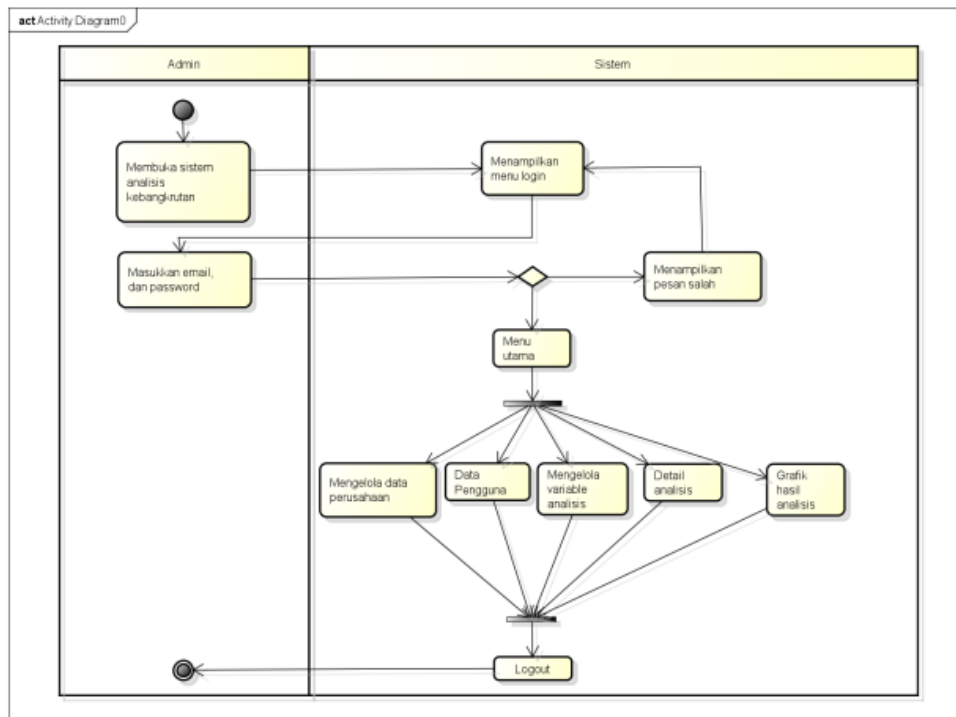 act Activity Diagram0
Admin
Sistem
Membuka sistem
analisis
kebangkrutan
Menampilkan
menu login
Masukkan email,
dan password
Menampilkan
pesan salah
Menu
utama
Mengelola data
perusahaan
Data
Pengguna
Mengelola
variable
analisis
Detail
analisis
Grafik
hasil
analisis
Logout